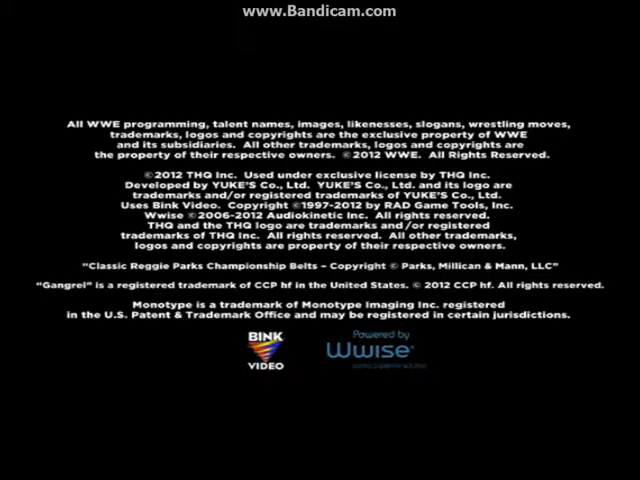 www.Bandicam.com
All WWE programming, talent names, images, likenesses, slogans, wrestling moves,
trademarks, logos and copyrights are the exclusive property of WWE
and its subsidiaries. All other trademarks, logos and copyrights are
the property of their respective owners. ©2012 WWE. All Rights Reserved.
©2012 THQ Inc. Used under exclusive license by THQ Inc.
Developed by YUKE'S Co., Ltd. YUKE'S Co., Ltd. and its logo are
trademarks and/or registered trademarks of YUKE'S Co., Ltd.
Uses Bink Video. Copyright ©1997-2012 by RAD Game Tools, Inc.
Wwise ©2006-2012 Audiokinetic Inc. All rights reserved.
THQ and the THQ logo are trademarks and/or registered
trademarks of THQ Inc. All rights reserved. All other trademarks,
logos and copyrights are property of their respective owners.
"Classic Reggie Parks Championship Belts – Copyright © Parks, Millican & Mann, LLC"
"Gangrel" is a registered trademark of CCP hf in the United States. © 2012 CCP hf. All rights reserved.
Monotype is a trademark of Monotype Imaging Inc. registered
in the U.S. Patent & Trademark Office and may be registered in certain jurisdictions.
BINK
VIDEO
Powered by
Wwise